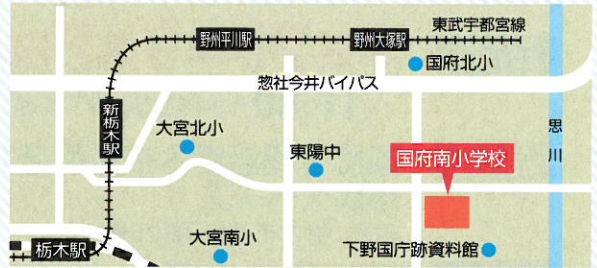 東武宇都宮線
野州平川駅
野州大塚駅
国府北小
惣社今井バイパス
新栃木駅
大宮北小
東陽中
思川
国府南小学校
栃木駅
大宮南小
下野国庁跡資料館